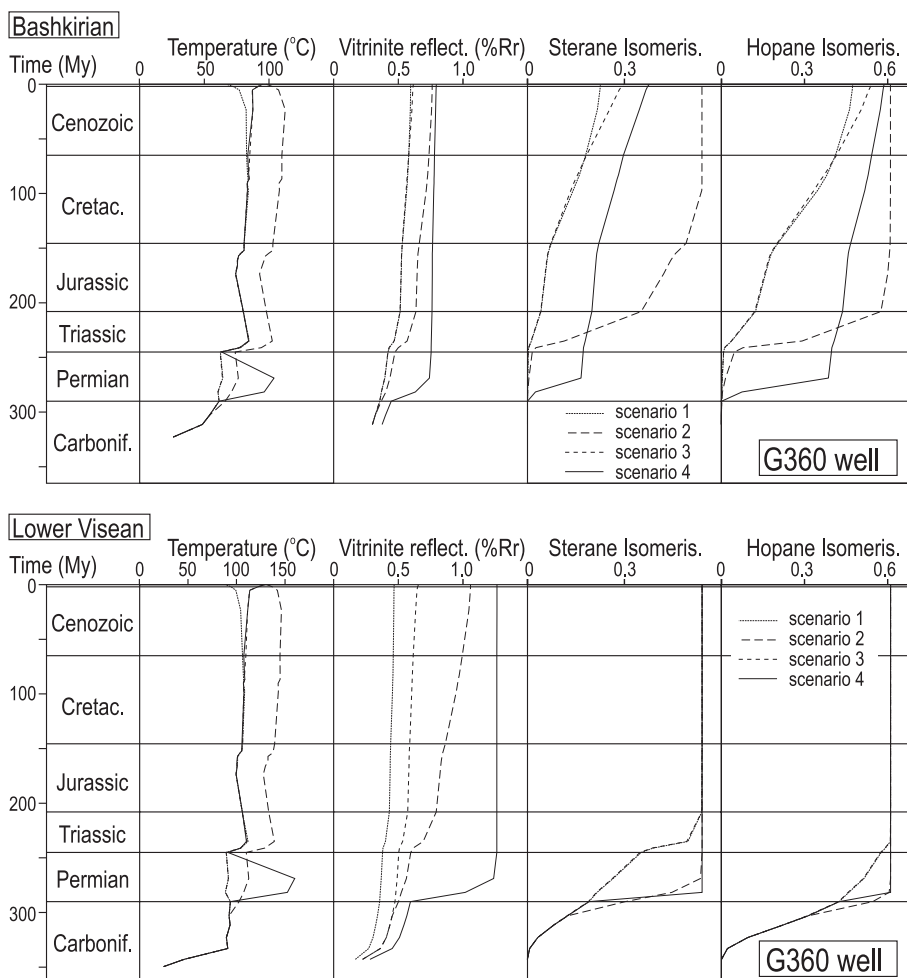 Bashkirian
Temperature (°C) Vitrinite reflect. (%Rr) Sterane Isomeris. Hopane Isomeris.
Time (My) 0 50 100 0 0.5 1.0 0 0.3 0 0.3 0.6
0
Cenozoic
100
Cretac.
Jurassic
200
Triassic
Permian
300
Carbonif.
scenario 1
scenario 2
scenario 3
scenario 4
G360 well
Lower Visean
Temperature (°C) Vitrinite reflect. (%Rr) Sterane Isomeris. Hopane Isomeris.
Time (My) 0 50 100 150 0 0.5 1.0 0 0.3 0 0.3 0.6
0
Cenozoic
scenario 1
scenario 2
scenario 3
scenario 4
100
Cretac.
Jurassic
200
Triassic
Permian
300
Carbonif.
G360 well